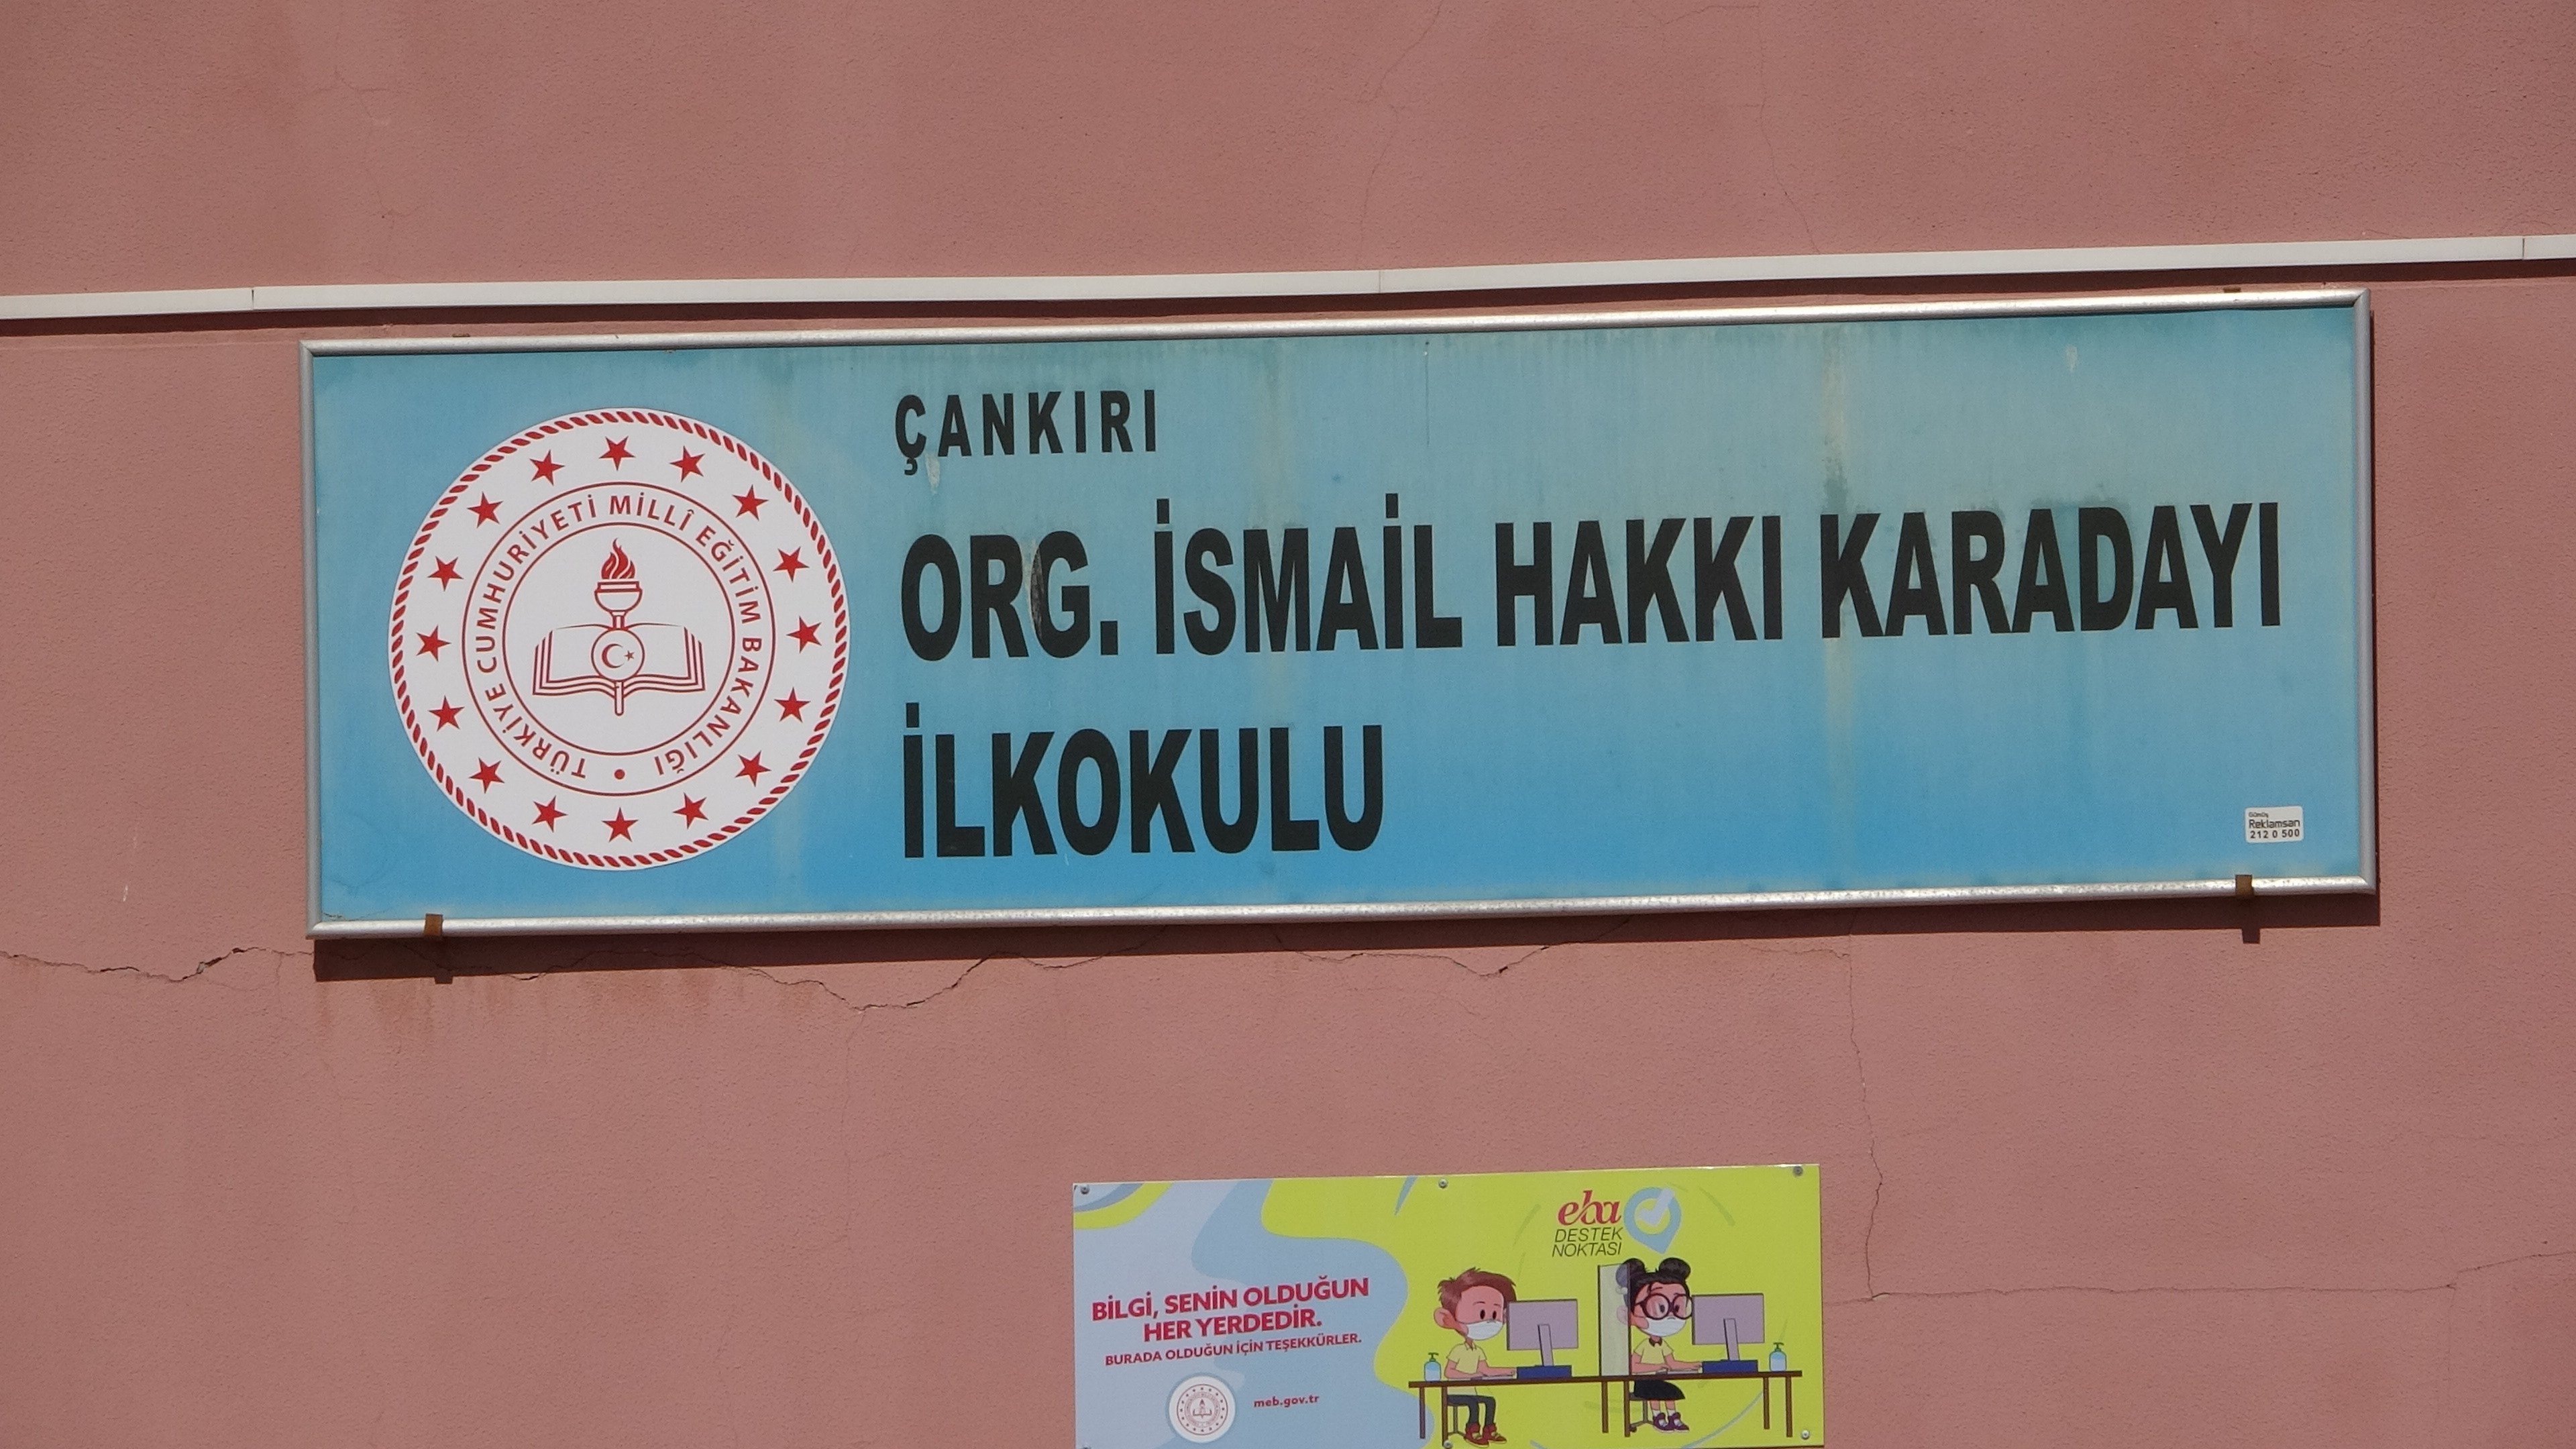 ÇANKIRI
ORG. İSMAİL HAKKI KARADAYI
İLKOKULU
TÜRKİYE CUMHURİYETİ MİLLÎ EĞİTİM BAKANLIĞI
Gümüş
Reklamsan
212 0 500
eba
DESTEK
NOKTASI
BİLGİ, SENİN OLDUĞUN
HER YERDEDİR.
BURADA OLDUĞUN İÇİN TEŞEKKÜRLER.
meb.gov.tr